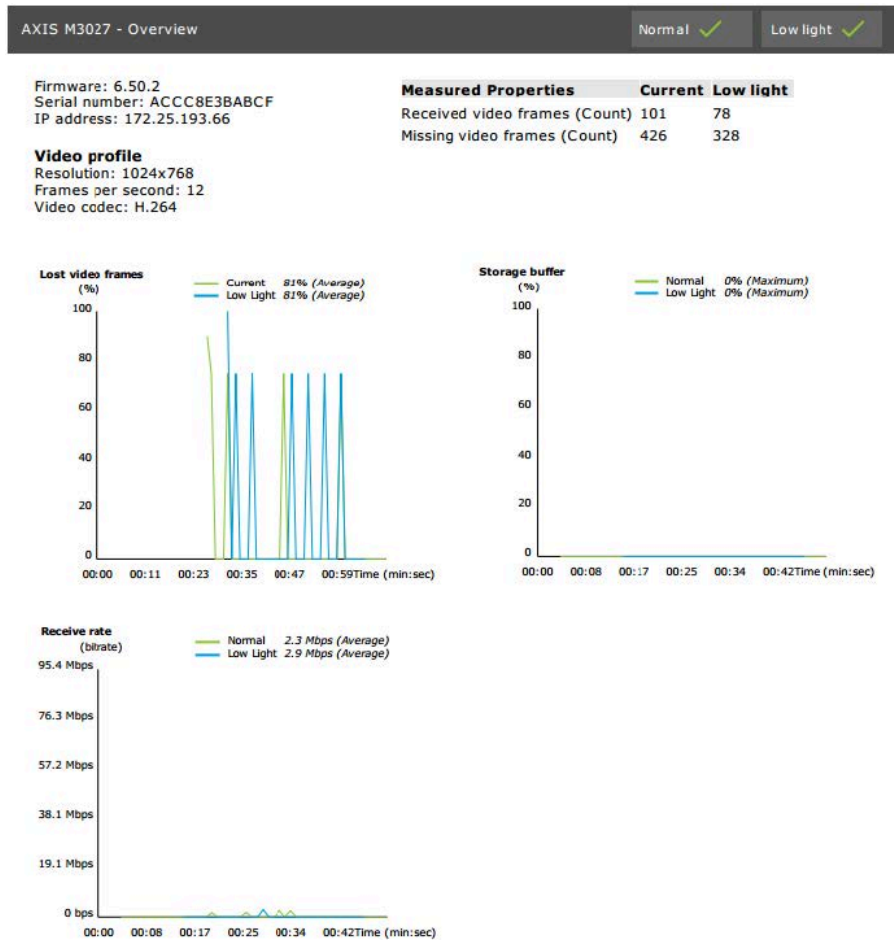 AXIS M3027 - Overview
Normal
Low light
Firmware: 6.50.2
Serial number: ACCC8E3BABCF
IP address: 172.25.193.66
Video profile
Resolution: 1024x768
Frames per second: 12
Video codec: H.264
Measured Properties Current Low light
Received video frames (Count) 101 78
Missing video frames (Count) 426 328
Lost video frames
(%)
Current 81% (Average)
Low Light 81% (Average)
100
80
60
40
20
0
00:00 00:11 00:23 00:35 00:47 00:59Time (min:sec)
Storage buffer
(%)
Normal 0% (Maximum)
Low Light 0% (Maximum)
100
80
60
40
20
0
00:00 00:08 00:17 00:25 00:34 00:42Time (min:sec)
Receive rate
(bitrate)
Normal 2.3 Mbps (Average)
Low Light 2.9 Mbps (Average)
95.4 Mbps
76.3 Mbps
57.2 Mbps
38.1 Mbps
19.1 Mbps
0 bps
00:00 00:08 00:17 00:25 00:34 00:42Time (min:sec)